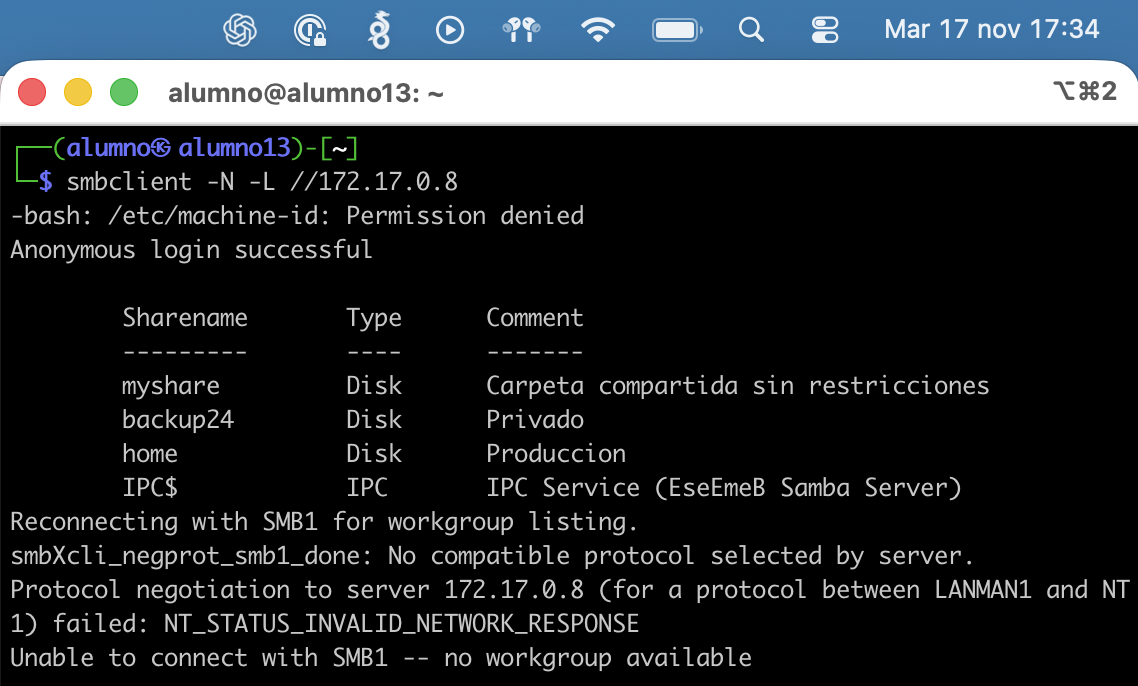 Mar 17 nov 17:34
alumno@alumno13: ~ ⌥⌘2
┌──(alumno㉿ alumno13)-[~]
└─$ smbclient -N -L //172.17.0.8
-bash: /etc/machine-id: Permission denied
Anonymous login successful
Sharename Type Comment
--------- ---- -------
myshare Disk Carpeta compartida sin restricciones
backup24 Disk Privado
home Disk Produccion
IPC$ IPC IPC Service (EseEmeB Samba Server)
Reconnecting with SMB1 for workgroup listing.
smbXcli_negprot_smb1_done: No compatible protocol selected by server.
Protocol negotiation to server 172.17.0.8 (for a protocol between LANMAN1 and NT
1) failed: NT_STATUS_INVALID_NETWORK_RESPONSE
Unable to connect with SMB1 -- no workgroup available